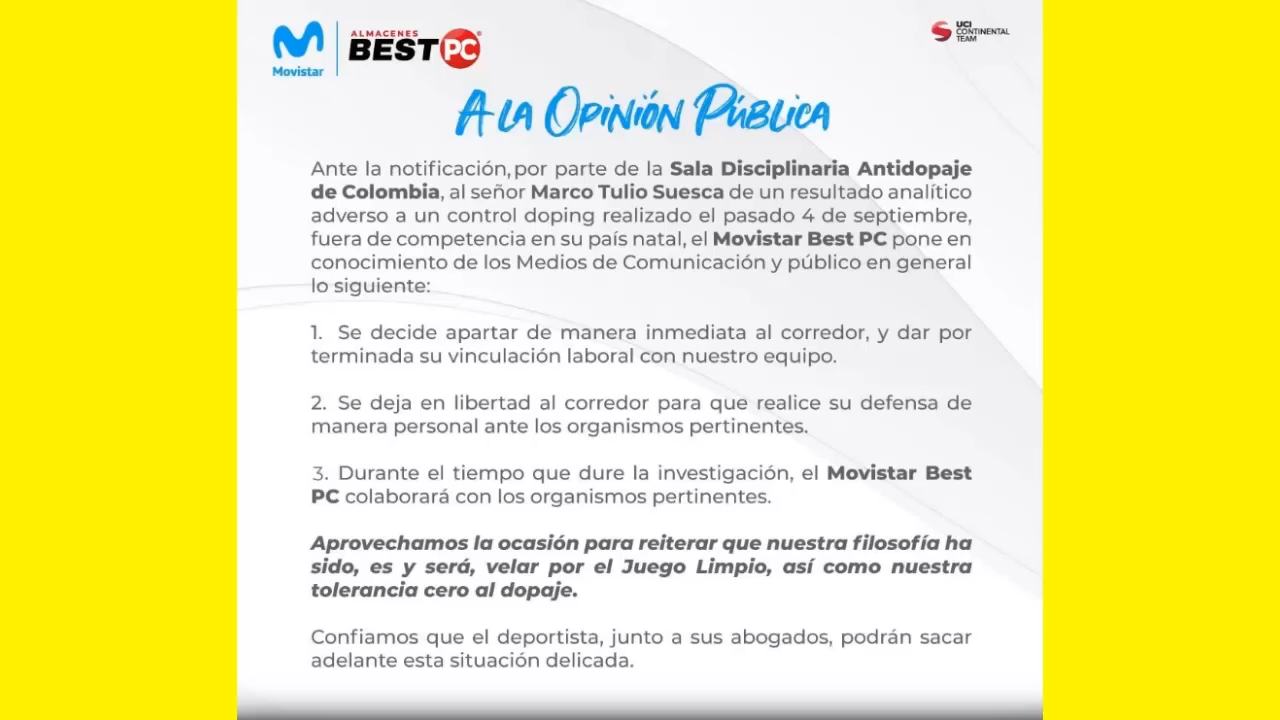 Movistar
ALMACENES
BEST PC
UCI
CONTINENTAL
TEAM
A LA OPINIÓN PÚBLICA
Ante la notificación, por parte de la Sala Disciplinaria Antidopaje
de Colombia, al señor Marco Tulio Suesca de un resultado analítico
adverso a un control doping realizado el pasado 4 de septiembre,
fuera de competencia en su país natal, el Movistar Best PC pone en
conocimiento de los Medios de Comunicación y público en general
lo siguiente:
1. Se decide apartar de manera inmediata al corredor, y dar por
terminada su vinculación laboral con nuestro equipo.
2. Se deja en libertad al corredor para que realice su defensa de
manera personal ante los organismos pertinentes.
3. Durante el tiempo que dure la investigación, el Movistar Best
PC colaborará con los organismos pertinentes.
Aprovechamos la ocasión para reiterar que nuestra filosofía ha
sido, es y será, velar por el Juego Limpio, así como nuestra
tolerancia cero al dopaje.
Confiamos que el deportista, junto a sus abogados, podrán sacar
adelante esta situación delicada.